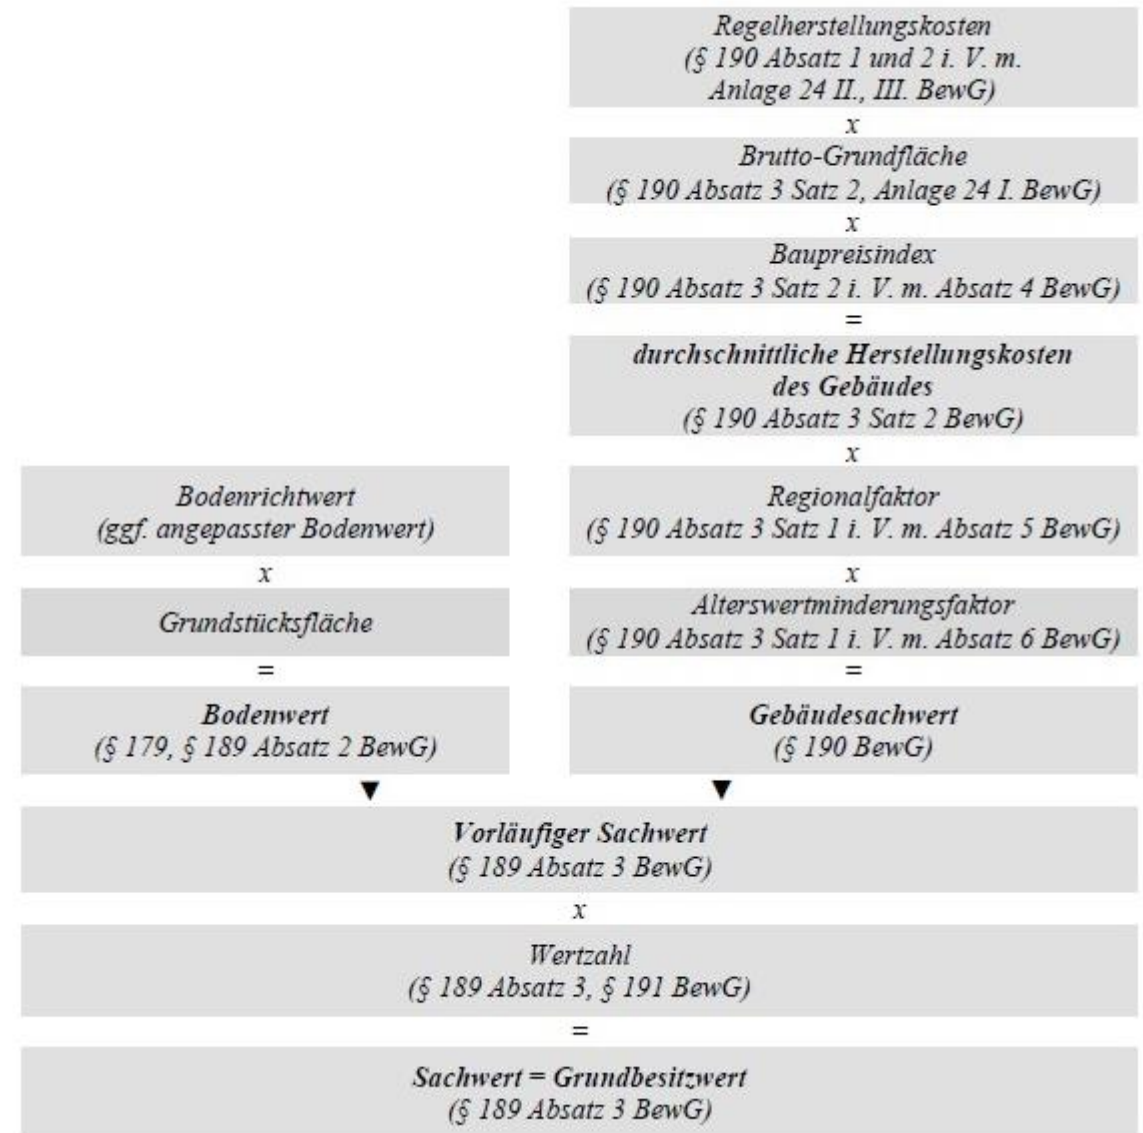 Regelherstellungskosten
(§ 190 Absatz 1 und 2 i. V. m.
Anlage 24 II., III. BewG)
x
Brutto-Grundfläche
(§ 190 Absatz 3 Satz 2, Anlage 24 I. BewG)
x
Baupreisindex
(§ 190 Absatz 3 Satz 2 i. V. m. Absatz 4 BewG)
=
durchschnittliche Herstellungskosten
des Gebäudes
(§ 190 Absatz 3 Satz 2 BewG)
x
Bodenrichtwert
(ggf. angepasster Bodenwert)
x
Grundstücksfläche
=
Bodenwert
(§ 179, § 189 Absatz 2 BewG)
▼
Regionalfaktor
(§ 190 Absatz 3 Satz 1 i. V. m. Absatz 5 BewG)
x
Alterswertminderungsfaktor
(§ 190 Absatz 3 Satz 1 i. V. m. Absatz 6 BewG)
=
Gebäudesachwert
(§ 190 BewG)
▼
Vorläufiger Sachwert
(§ 189 Absatz 3 BewG)
x
Wertzahl
(§ 189 Absatz 3, § 191 BewG)
=
Sachwert = Grundbesitzwert
(§ 189 Absatz 3 BewG)